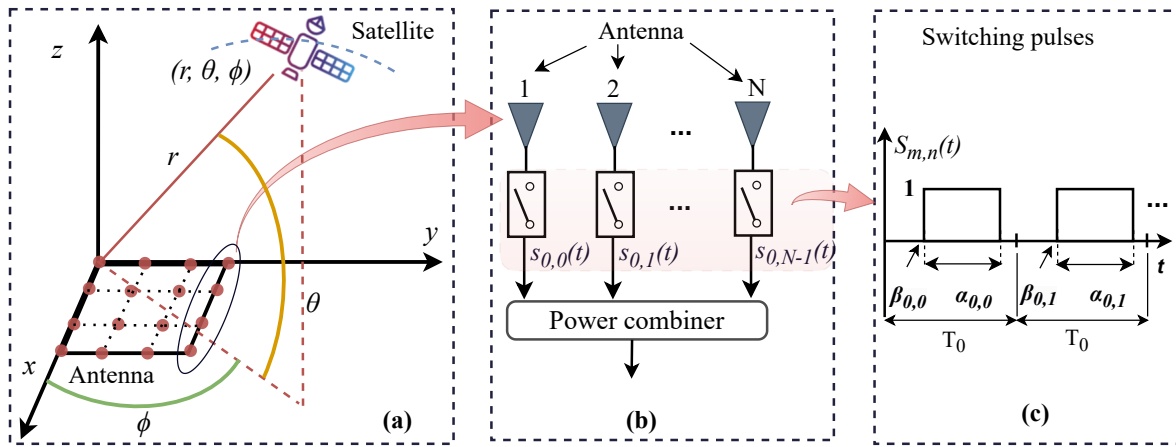 z
Satellite
(r, θ, ϕ)
r
y
θ
x
Antenna
ϕ
(a)
Antenna
1
2
N
...
...
s0,0(t)
s0,1(t)
s0,N-1(t)
Power combiner
(b)
Switching pulses
Sm,n(t)
1
...
t
β0,0
α0,0
β0,1
α0,1
T0
T0
(c)